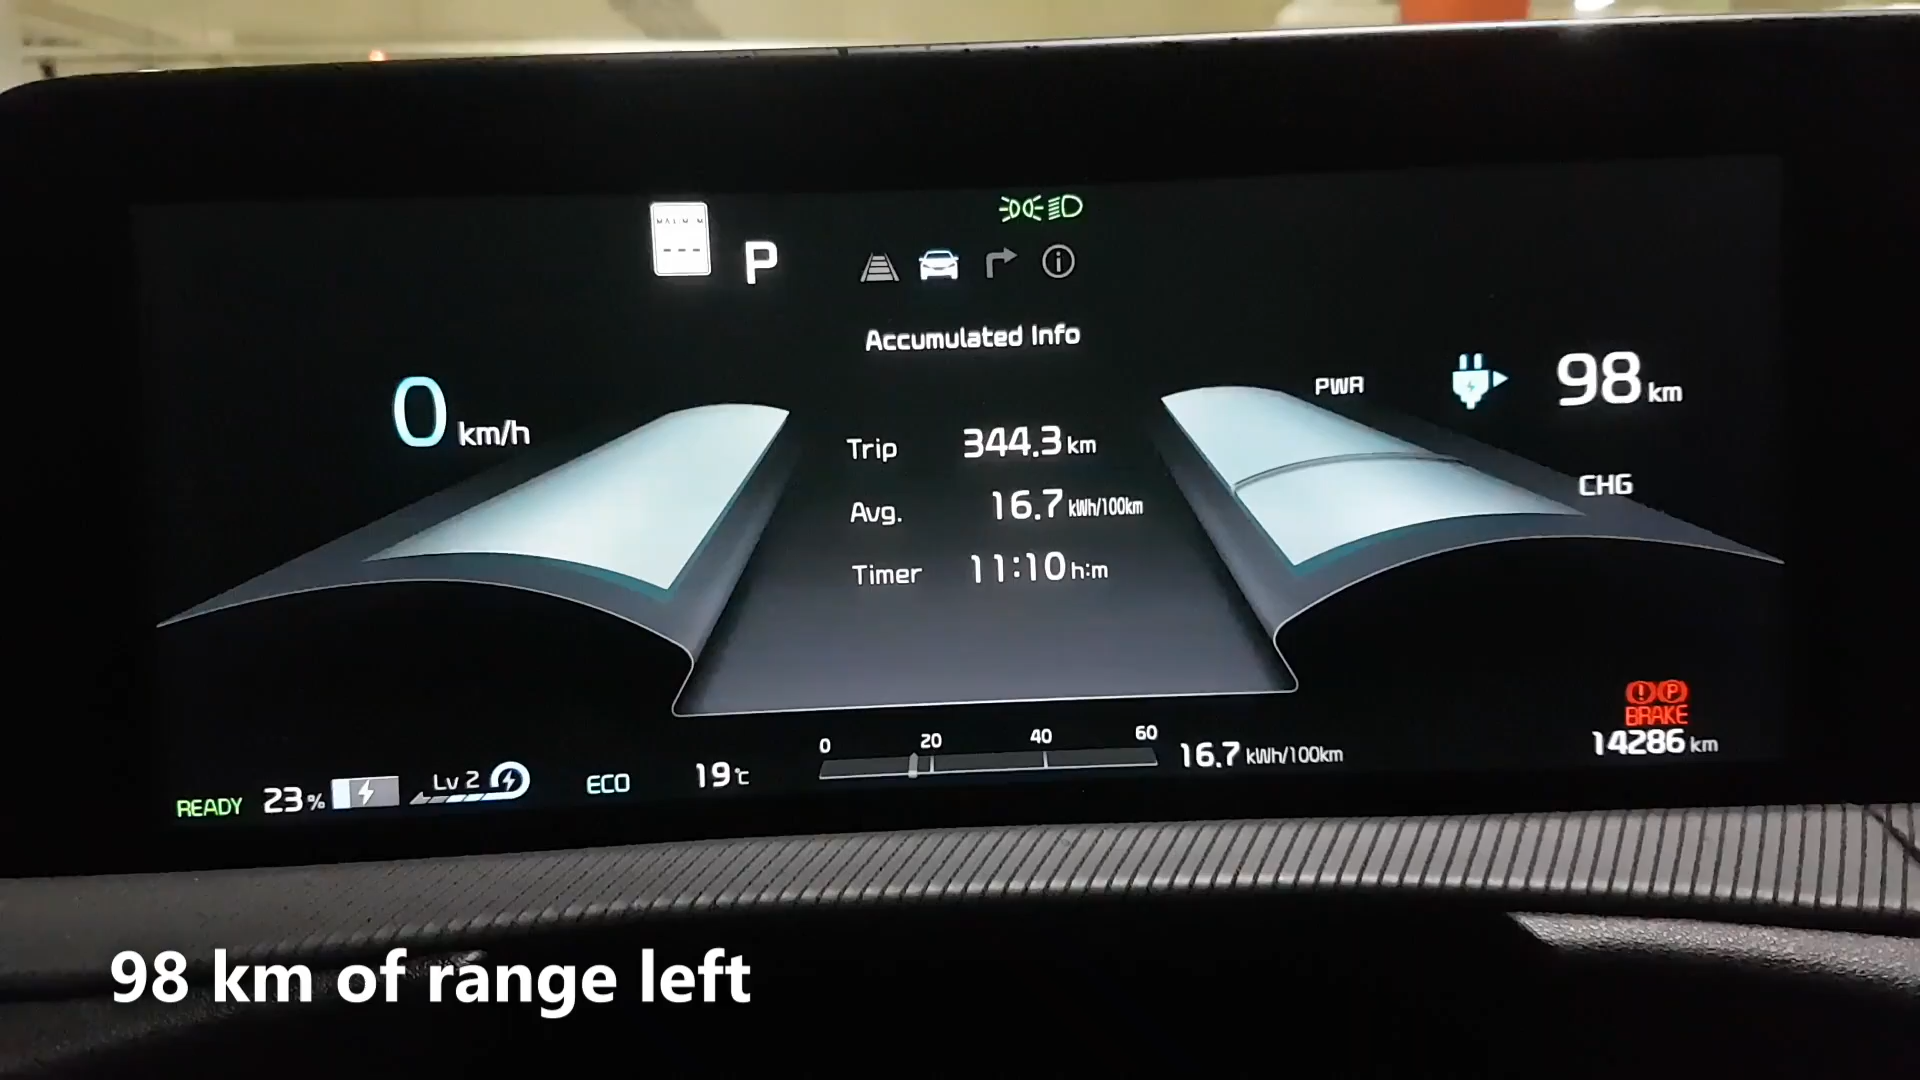 ---
P
Accumulated Info
0 km/h
PWR
98 km
Trip 344.3 km
CHG
Avg. 16.7 kWh/100km
Timer 11:10 h:m
P
BRAKE
14286 km
0 20 40 60
16.7 kWh/100km
READY 23% Lv 2 ECO 19℃
98 km of range left